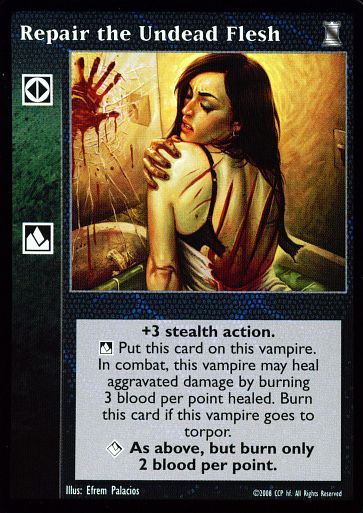 Repair the Undead Flesh
+3 stealth action.
Put this card on this vampire.
In combat, this vampire may heal
aggravated damage by burning
3 blood per point healed. Burn
this card if this vampire goes to
torpor.
As above, but burn only
2 blood per point.
Illus: Efrem Palacios
©2008 CCP hf. All Rights Reserved